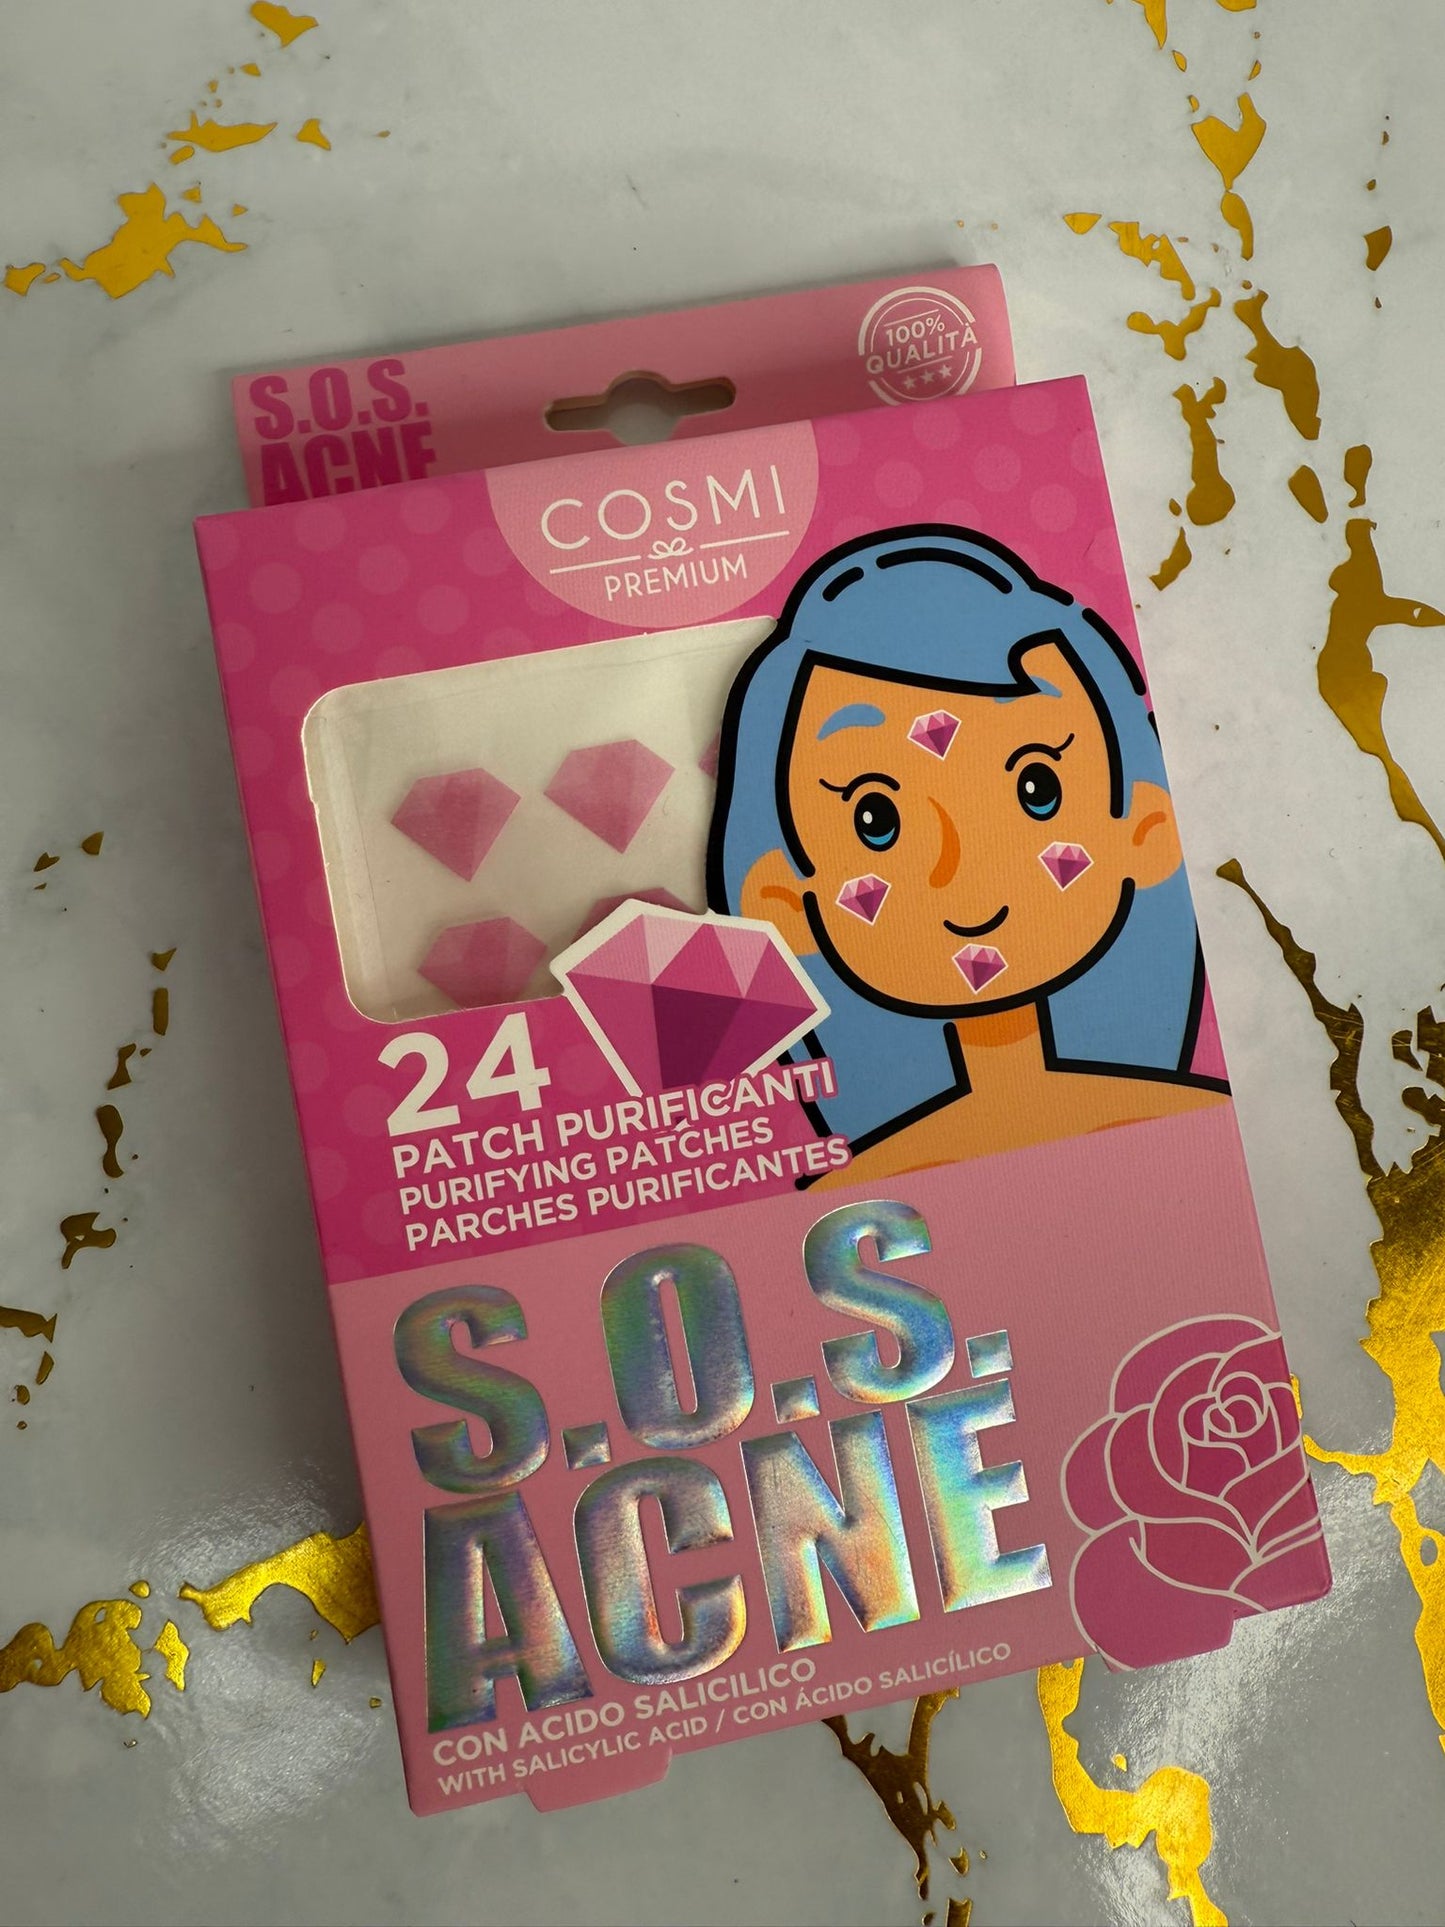 S.O.S.
ACNE
100%
QUALITÀ
COSMI
PREMIUM
24
PATCH PURIFICANTI
PURIFYING PATCHES
PARCHES PURIFICANTES
S.O.S.
ACNE
CON ACIDO SALICILICO
WITH SALICYLIC ACID / CON ÁCIDO SALICÍLICO